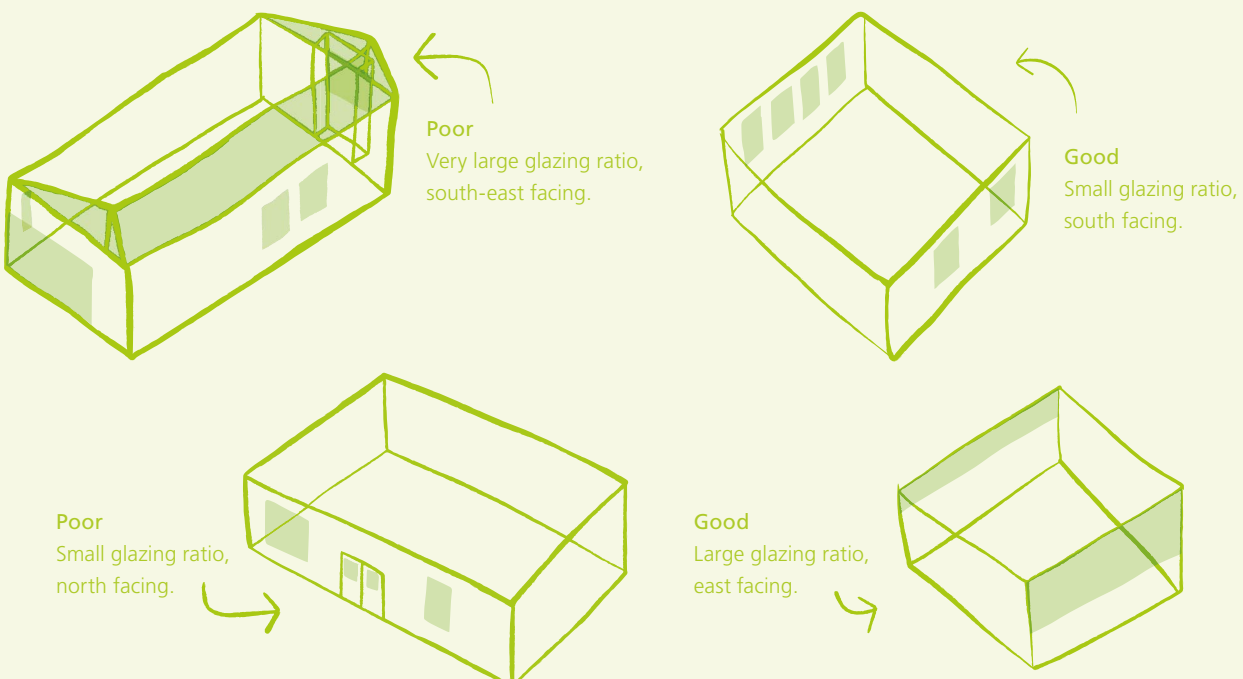 Poor
Very large glazing ratio,
south-east facing.
Good
Small glazing ratio,
south facing.
Poor
Small glazing ratio,
north facing.
Good
Large glazing ratio,
east facing.